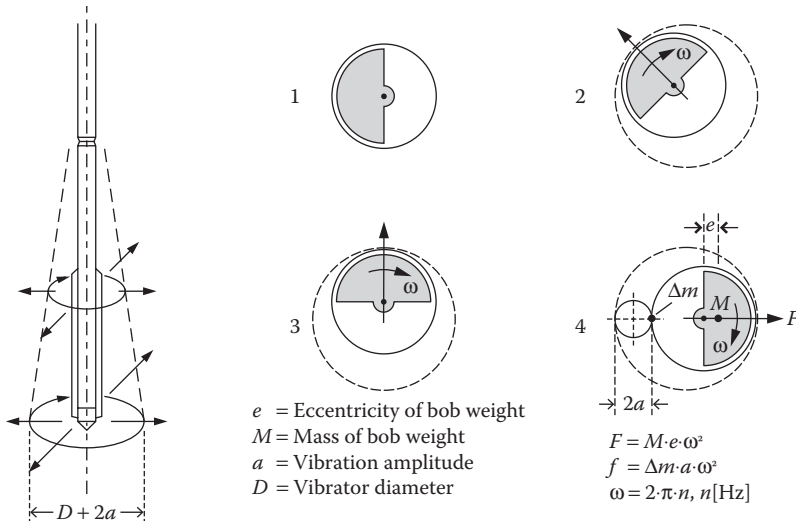 1
2
3
4
ω
ω
e
Δm
M
F
ω
2a
D + 2a
e = Eccentricity of bob weight
M = Mass of bob weight
a = Vibration amplitude
D = Vibrator diameter
F = M·e·ω²
f = Δm·a·ω²
ω = 2·π·n, n[Hz]